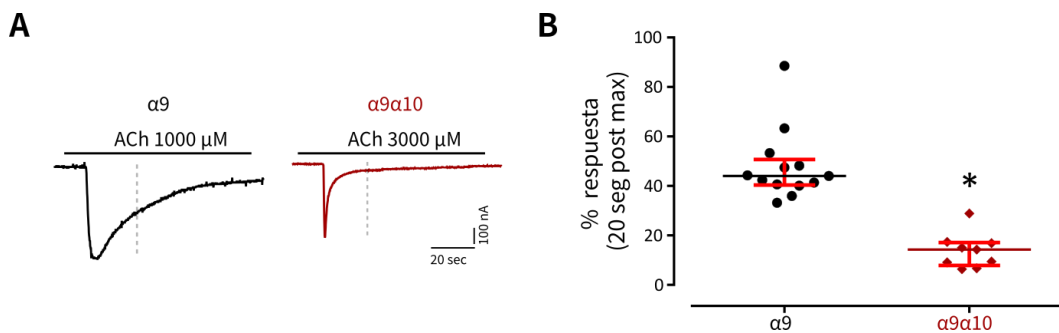 A
α9
ACh 1000 μM
α9α10
ACh 3000 μM
100 nA
20 sec
B
% respuesta
(20 seg post max)
100
80
60
40
20
0
*
α9
α9α10